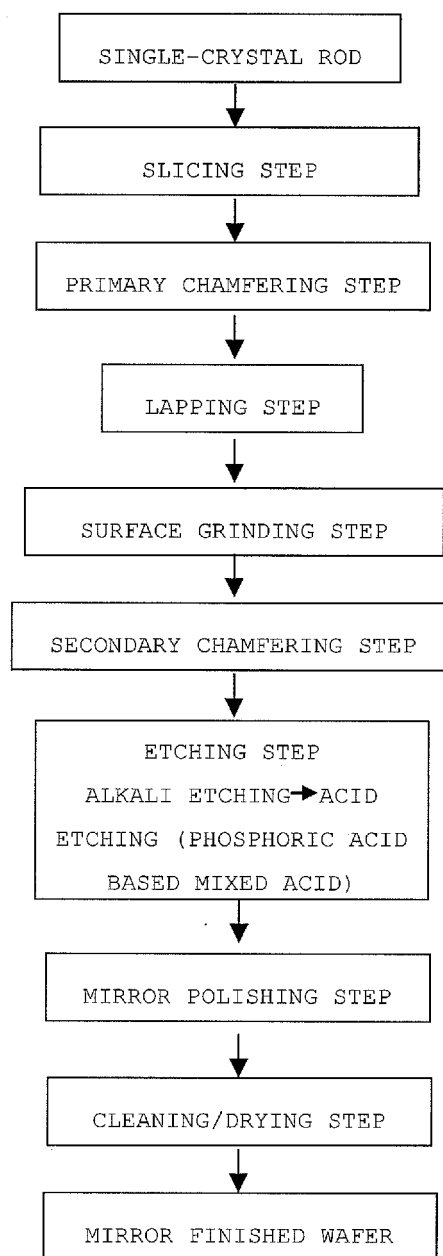 SINGLE-CRYSTAL ROD
SLICING STEP
PRIMARY CHAMFERING STEP
LAPPING STEP
SURFACE GRINDING STEP
SECONDARY CHAMFERING STEP
ETCHING STEP
ALKALI ETCHING→ACID
ETCHING (PHOSPHORIC ACID
BASED MIXED ACID)
MIRROR POLISHING STEP
CLEANING/DRYING STEP
MIRROR FINISHED WAFER